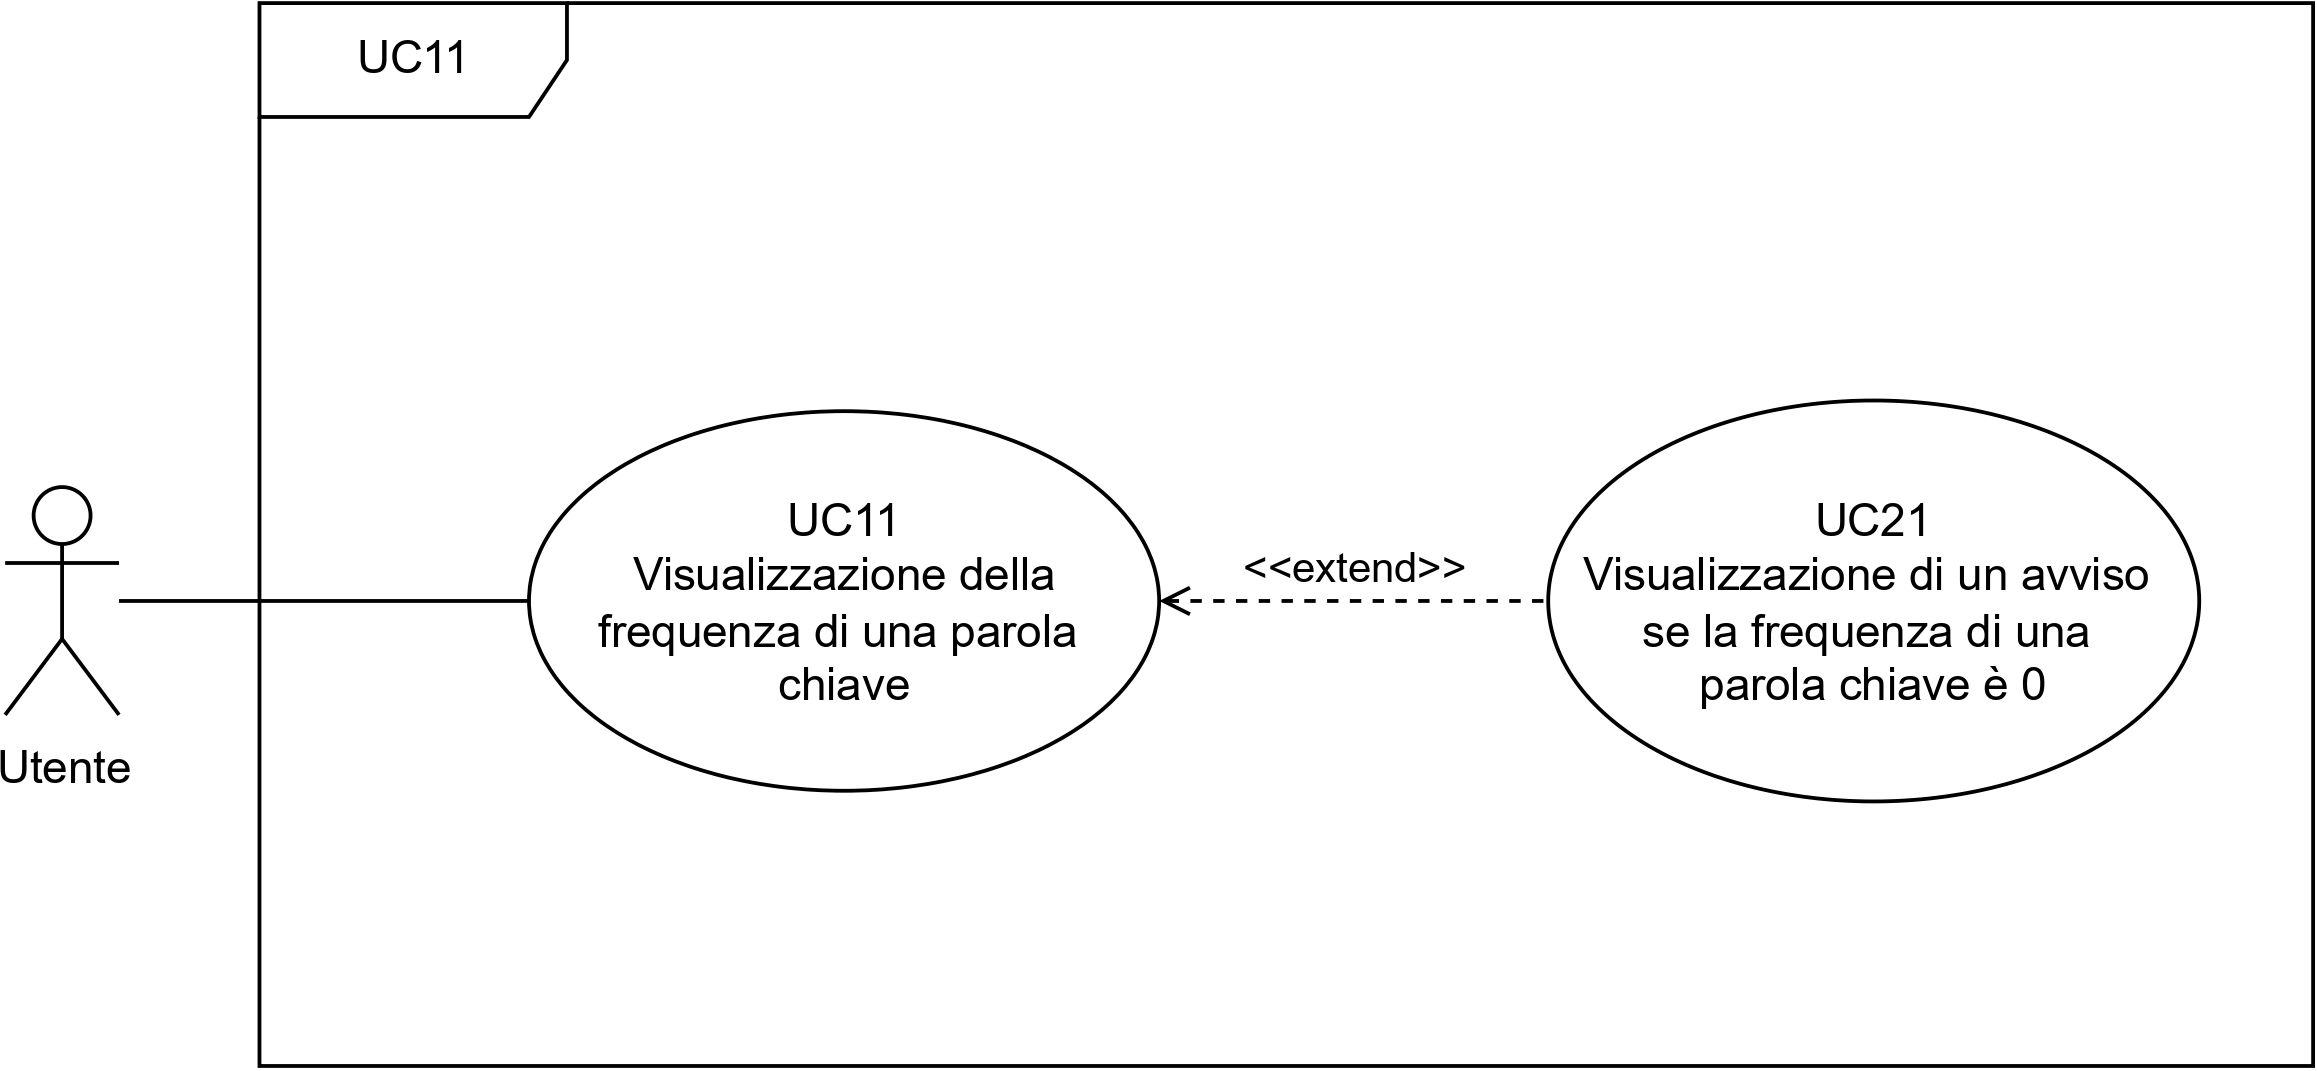 UC11
UC11
Visualizzazione della
frequenza di una parola
chiave
<<extend>>
UC21
Visualizzazione di un avviso
se la frequenza di una
parola chiave è 0
Utente